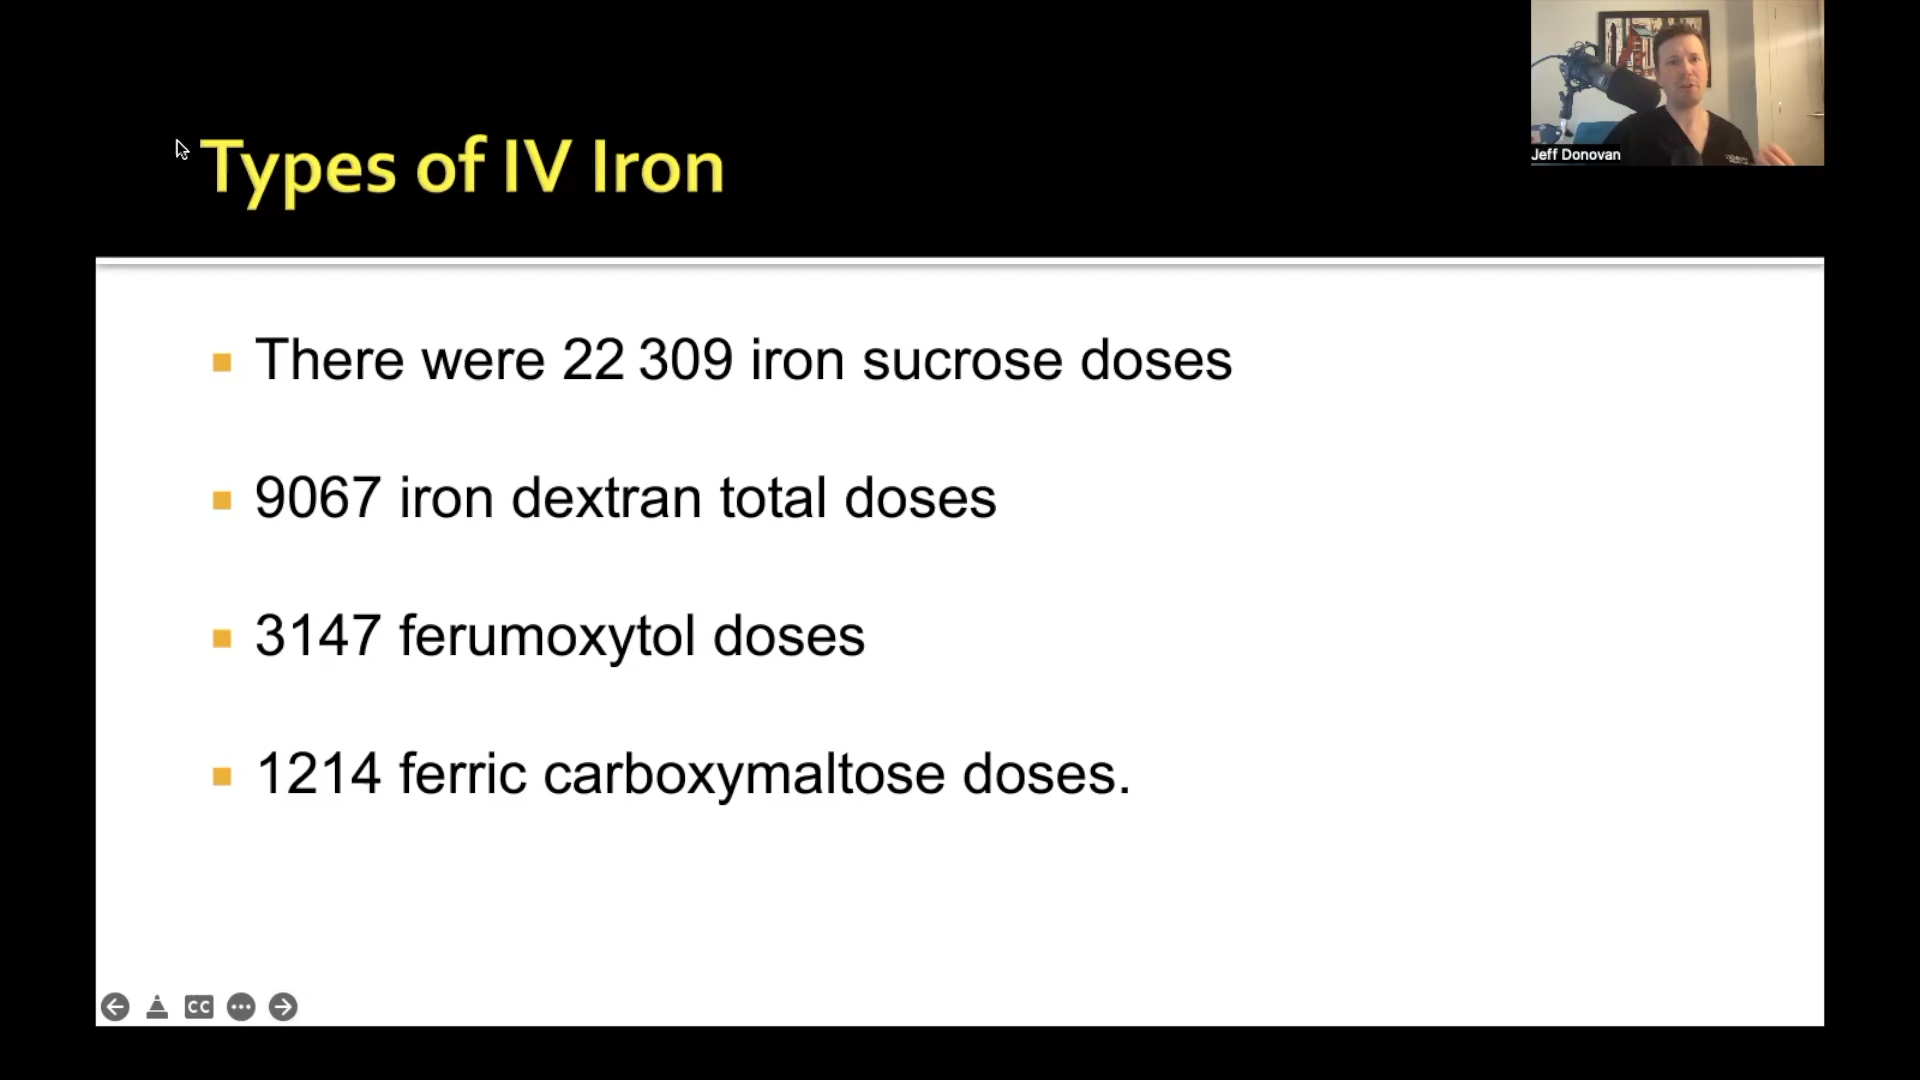 Types of IV Iron
Jeff Donovan
There were 22 309 iron sucrose doses
9067 iron dextran total doses
3147 ferumoxytol doses
1214 ferric carboxymaltose doses.
CC